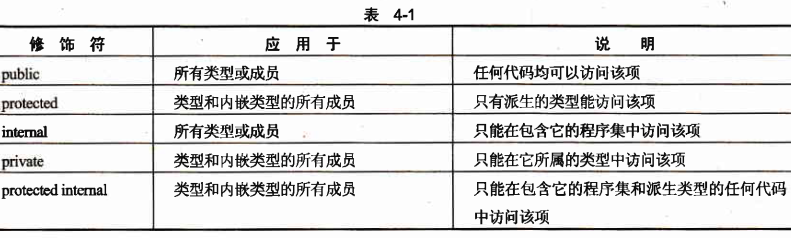 表 4-1
修饰符 应用于 说明
public 所有类型或成员 任何代码均可以访问该项
protected 类型和内嵌类型的所有成员 只有派生的类型能访问该项
internal 所有类型或成员 只能在包含它的程序集中访问该项
private 类型和内嵌类型的所有成员 只能在它所属的类型中访问该项
protected internal 类型和内嵌类型的所有成员 只能在包含它的程序集和派生类型的任何代码
中访问该项